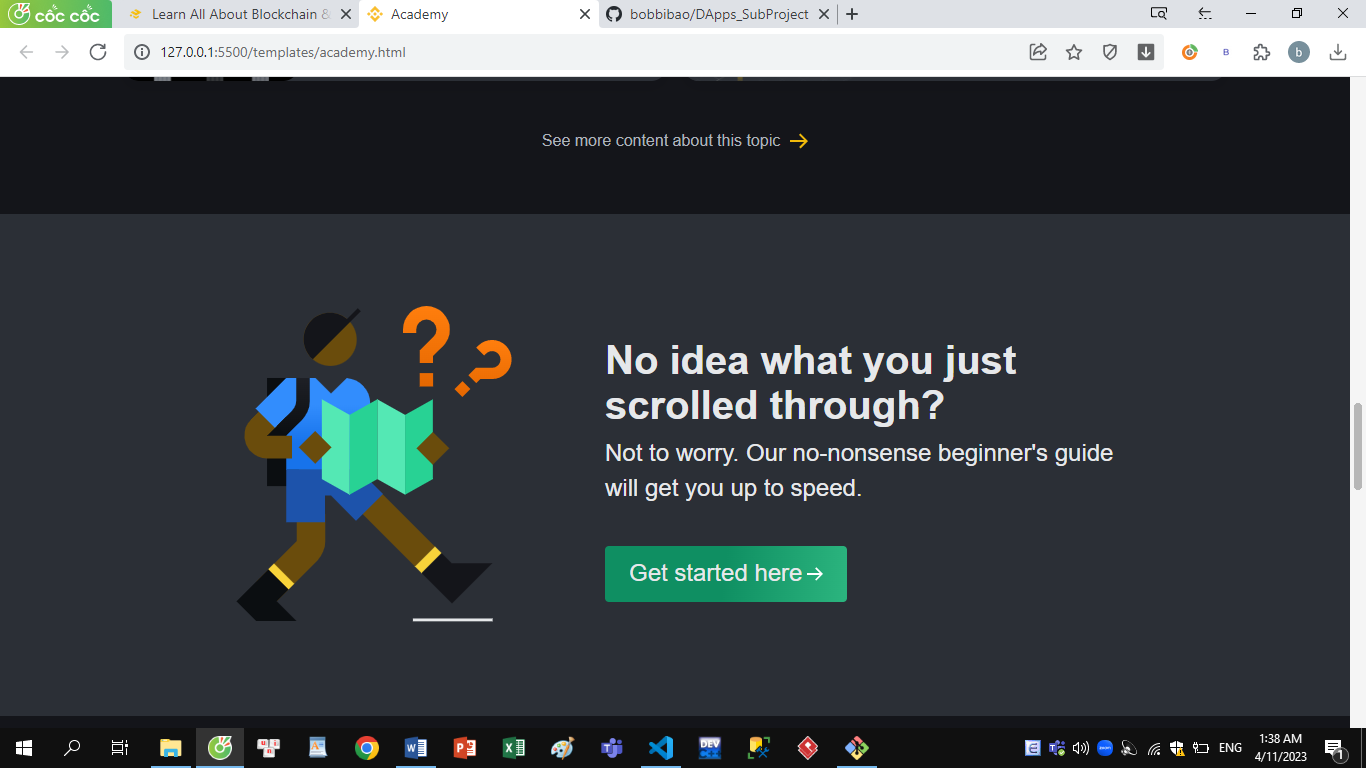 cốc cốc
Learn All About Blockchain &
Academy
bobbibao/DApps_SubProject
127.0.0.1:5500/templates/academy.html
B
b
See more content about this topic
No idea what you just
scrolled through?
Not to worry. Our no-nonsense beginner's guide
will get you up to speed.
Get started here
DEV
ENG
1:38 AM
4/11/2023
1